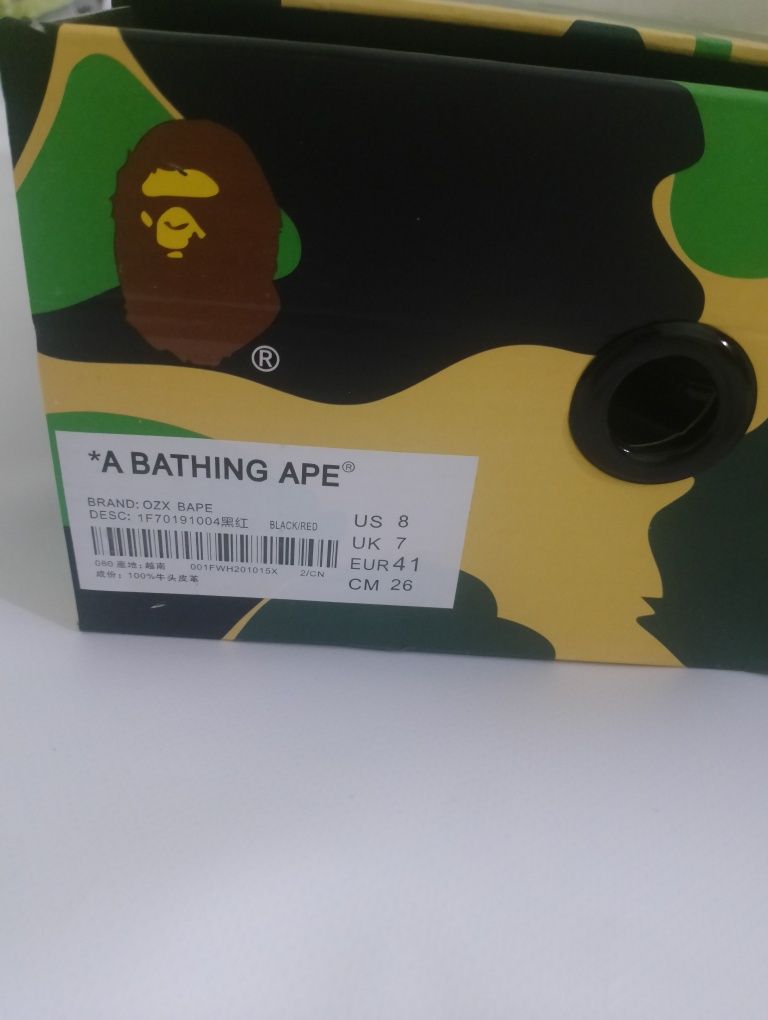 ®
*A BATHING APE®
BRAND: OZX BAPE
DESC: 1F70191004黑红 BLACK/RED
US 8
UK 7
EUR 41
CM 26
080 產地：越南 001FWH201015X 2/CN
成份：100%牛头皮革